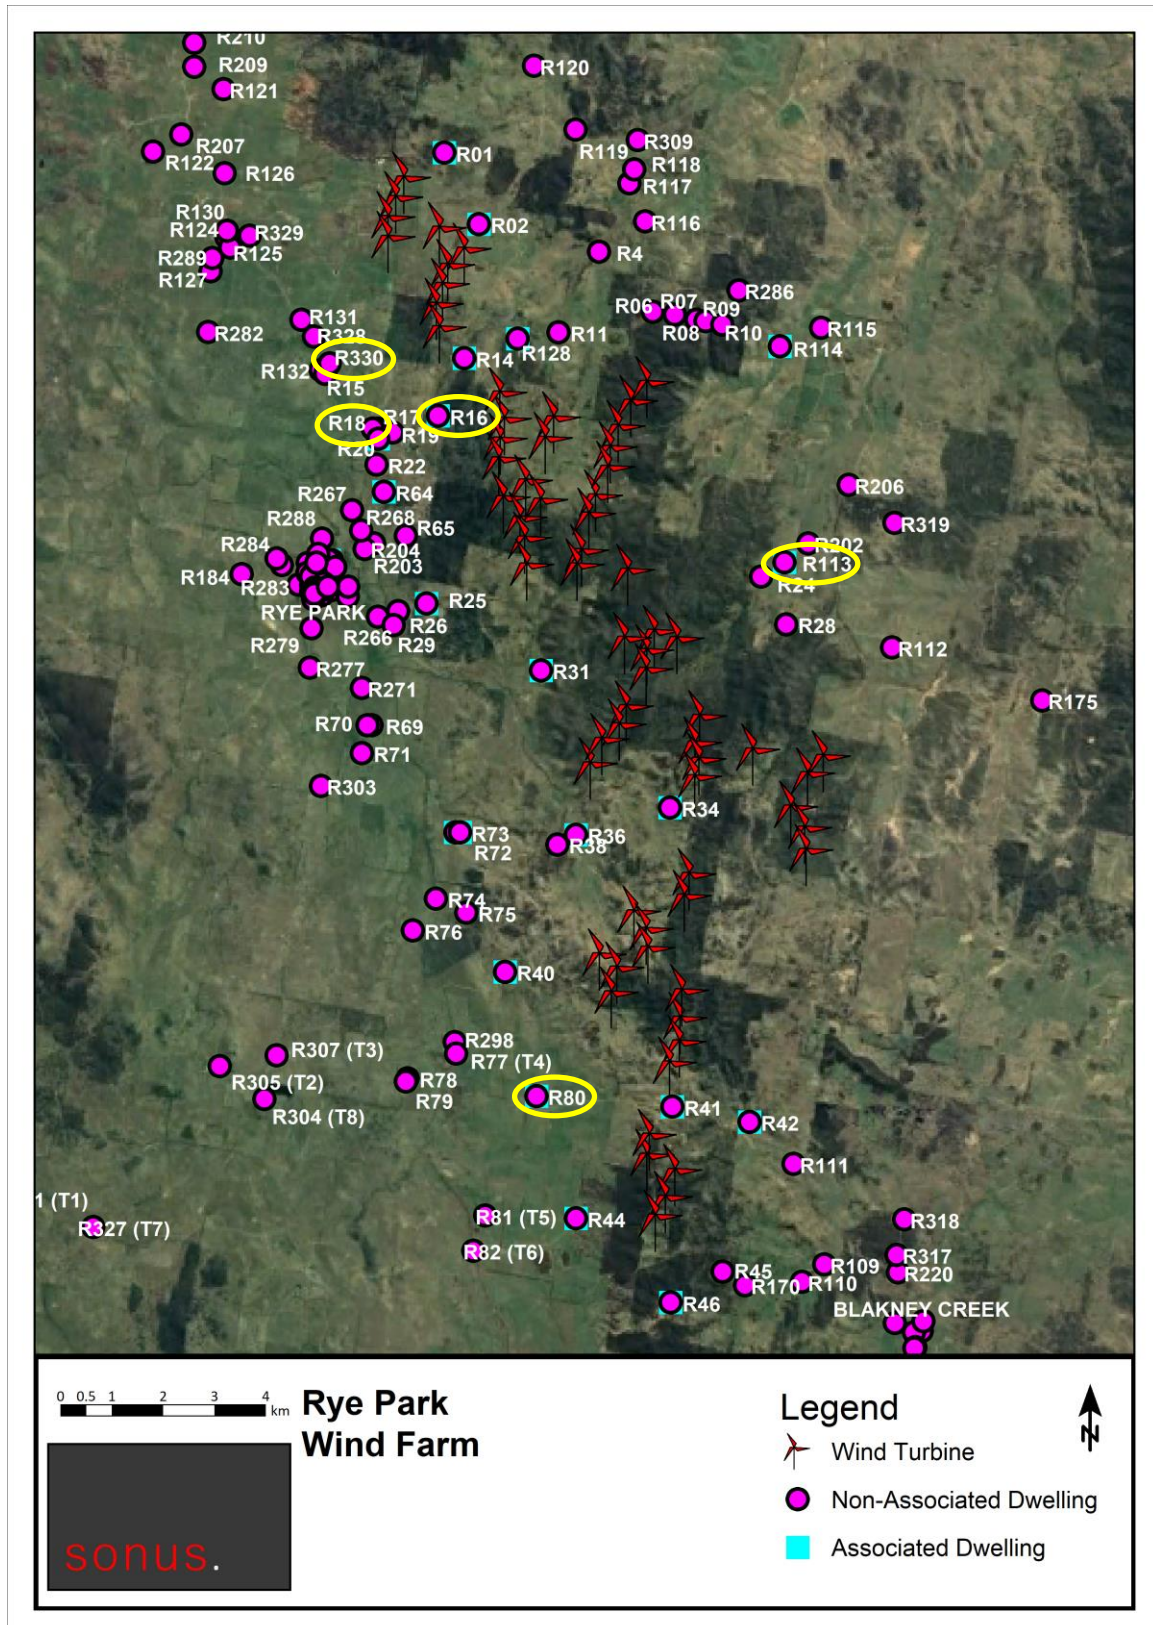 R210
R209
R120
R121
R207
R119
R309
R122
R01
R118
R126
R117
R130
R02
R116
R124
R329
R125
R4
R289
R127
R286
R06
R07
R09
R131
R08
R10
R115
R282
R328
R128
R11
R114
R330
R14
R132
R15
R17
R16
R18
R19
R20
R22
R206
R64
R267
R288
R268
R65
R319
R204
R202
R284
R203
R113
R184
R283
R24
R25
RYE PARK
R26
R28
R279
R266
R29
R112
R277
R31
R271
R175
R70
R69
R71
R303
R34
R73
R36
R72
R38
R74
R75
R76
R40
R298
R307 (T3)
R77 (T4)
R305 (T2)
R78
R79
R80
R304 (T8)
R41
R42
R111
1 (T1)
R327 (T7)
R81 (T5)
R44
R318
R82 (T6)
R317
R109
R45
R220
R170
R110
R46
BLAKNEY CREEK
0 0.5 1 2 3 4
km
Rye Park
Wind Farm
sonus.
Legend
N
Wind Turbine
Non-Associated Dwelling
Associated Dwelling